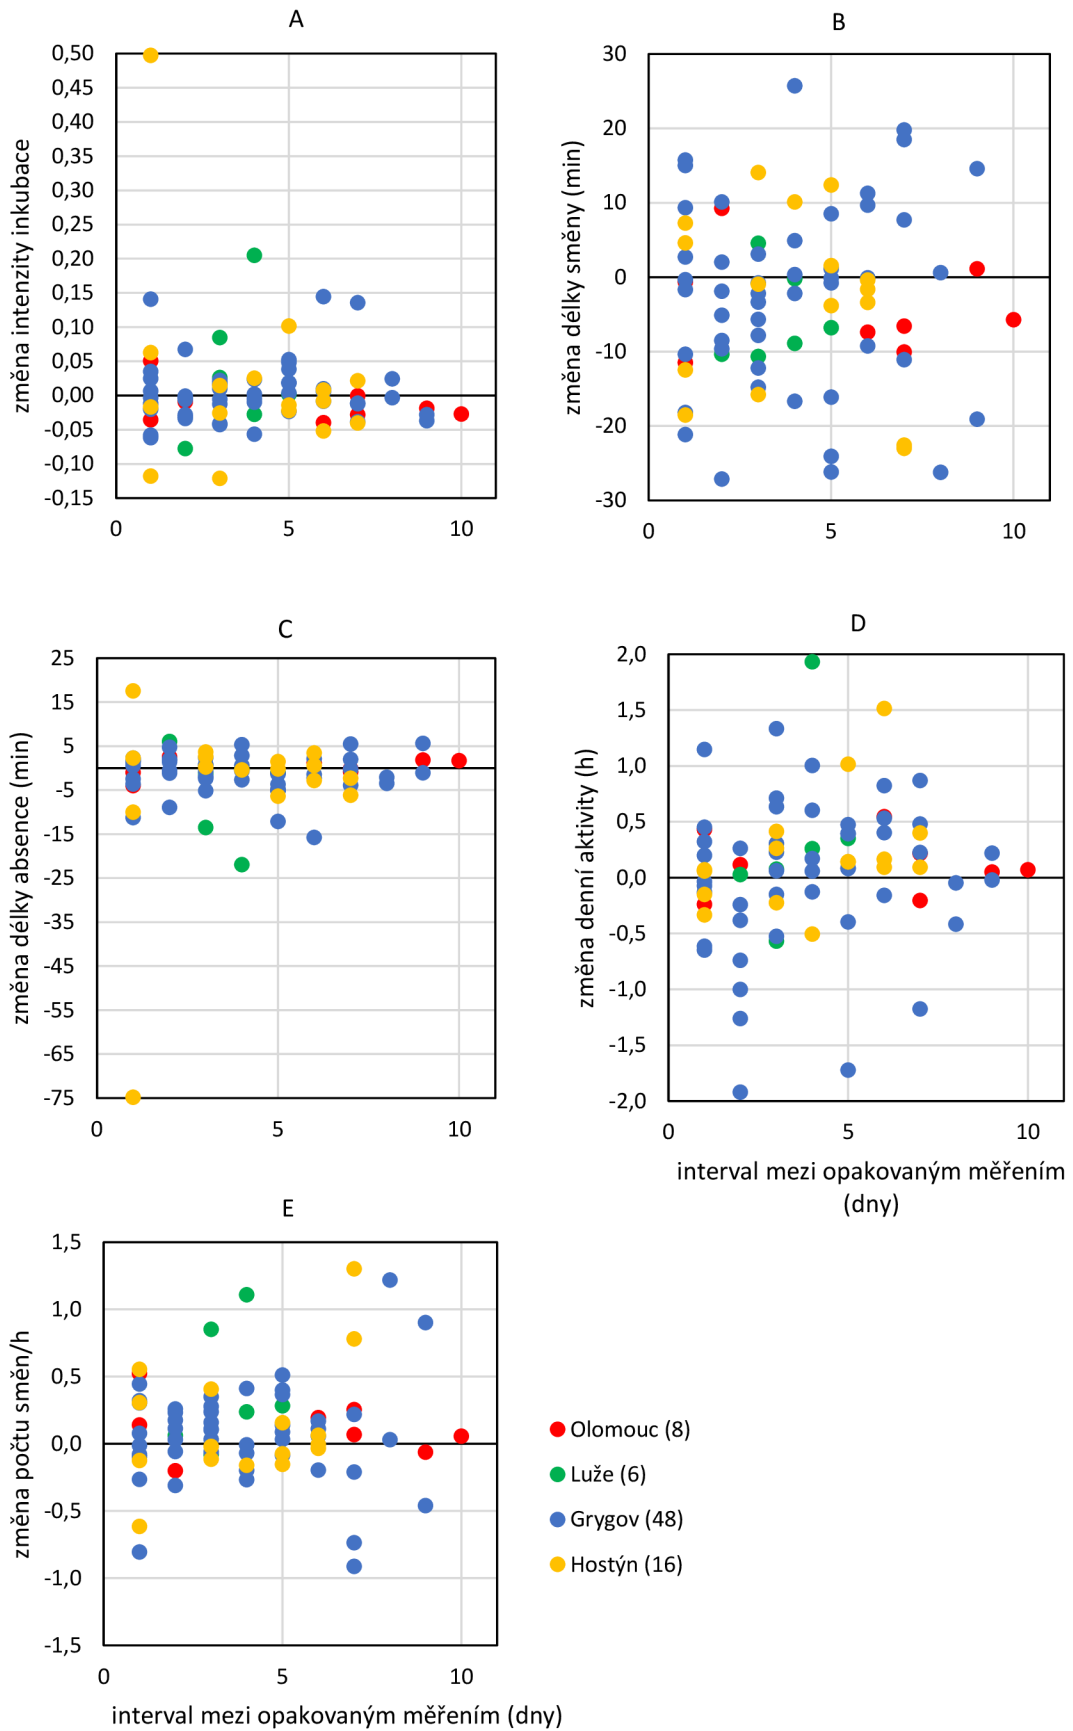 A
0,50
0,45
0,40
0,35
0,30
0,25
0,20
0,15
0,10
0,05
0,00
-0,05
-0,10
-0,15
0 5 10
změna intenzity inkubace
B
30
20
10
0
-10
-20
-30
0 5 10
změna délky směny (min)
C
25
15
5
-5
-15
-25
-35
-45
-55
-65
-75
0 5 10
změna délky absence (min)
D
2,0
1,5
1,0
0,5
0,0
-0,5
-1,0
-1,5
-2,0
0 5 10
změna denní aktivity (h)
interval mezi opakovaným měřením
(dny)
E
1,5
1,0
0,5
0,0
-0,5
-1,0
-1,5
0 5 10
změna počtu směn/h
interval mezi opakovaným měřením (dny)
Olomouc (8)
Luže (6)
Grygov (48)
Hostýn (16)